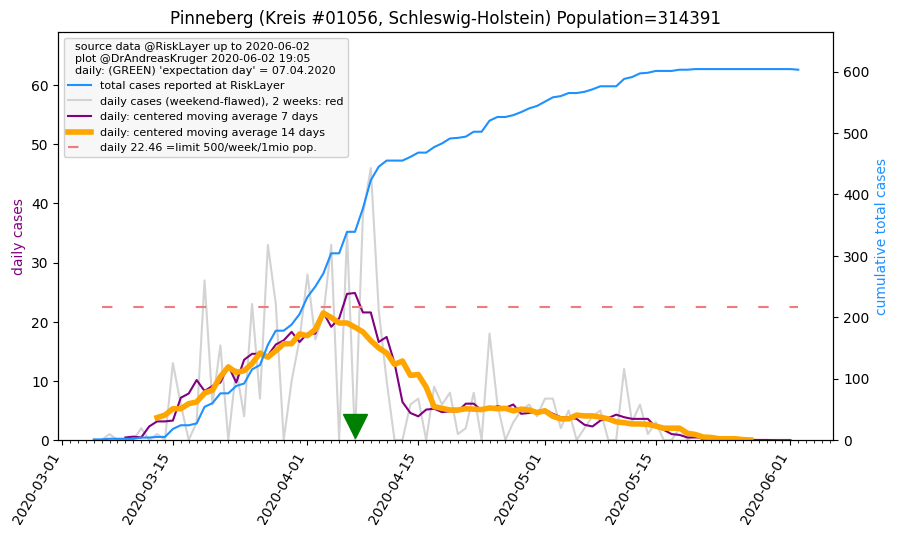 Pinneberg (Kreis #01056, Schleswig-Holstein) Population=314391
source data @RiskLayer up to 2020-06-02
plot @DrAndreasKruger 2020-06-02 19:05
daily: (GREEN) 'expectation day' = 07.04.2020
total cases reported at RiskLayer
daily cases (weekend-flawed), 2 weeks: red
daily: centered moving average 7 days
daily: centered moving average 14 days
daily 22.46 =limit 500/week/1mio pop.
daily cases
60
50
40
30
20
10
0
cumulative total cases
600
500
400
300
200
100
0
2020-03-01
2020-03-15
2020-04-01
2020-04-15
2020-05-01
2020-05-15
2020-06-01